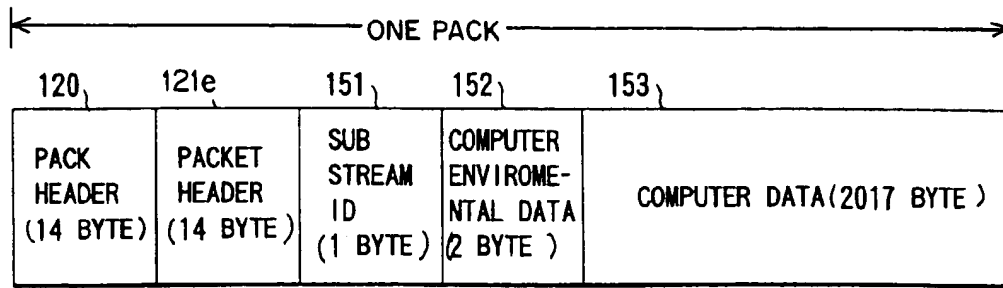 ONE PACK
120
121e
151
152
153
PACK
HEADER
(14 BYTE)
PACKET
HEADER
(14 BYTE)
SUB
STREAM
ID
(1 BYTE)
COMPUTER
ENVIROME-
NTAL DATA
(2 BYTE )
COMPUTER DATA(2017 BYTE )